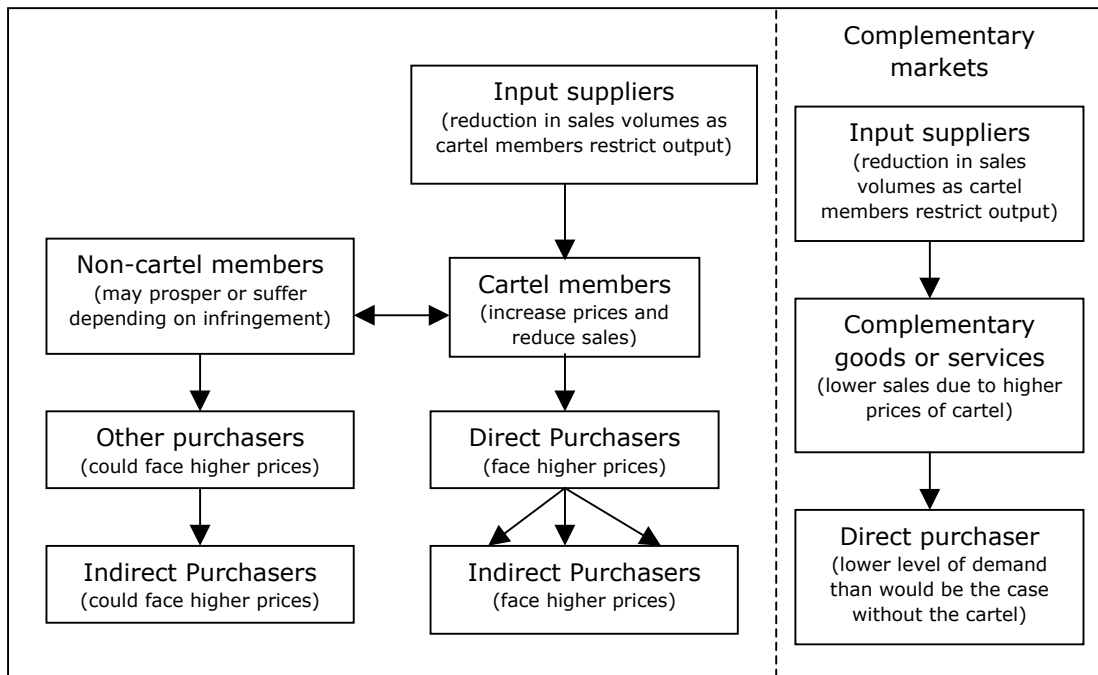 Complementary
markets
Input suppliers
(reduction in sales volumes as
cartel members restrict output)
Input suppliers
(reduction in sales
volumes as cartel
members restrict output)
Non-cartel members
(may prosper or suffer
depending on infringement)
Cartel members
(increase prices and
reduce sales)
Complementary
goods or services
(lower sales due to higher
prices of cartel)
Other purchasers
(could face higher prices)
Direct Purchasers
(face higher prices)
Direct purchaser
(lower level of demand
than would be the case
without the cartel)
Indirect Purchasers
(could face higher prices)
Indirect Purchasers
(face higher prices)